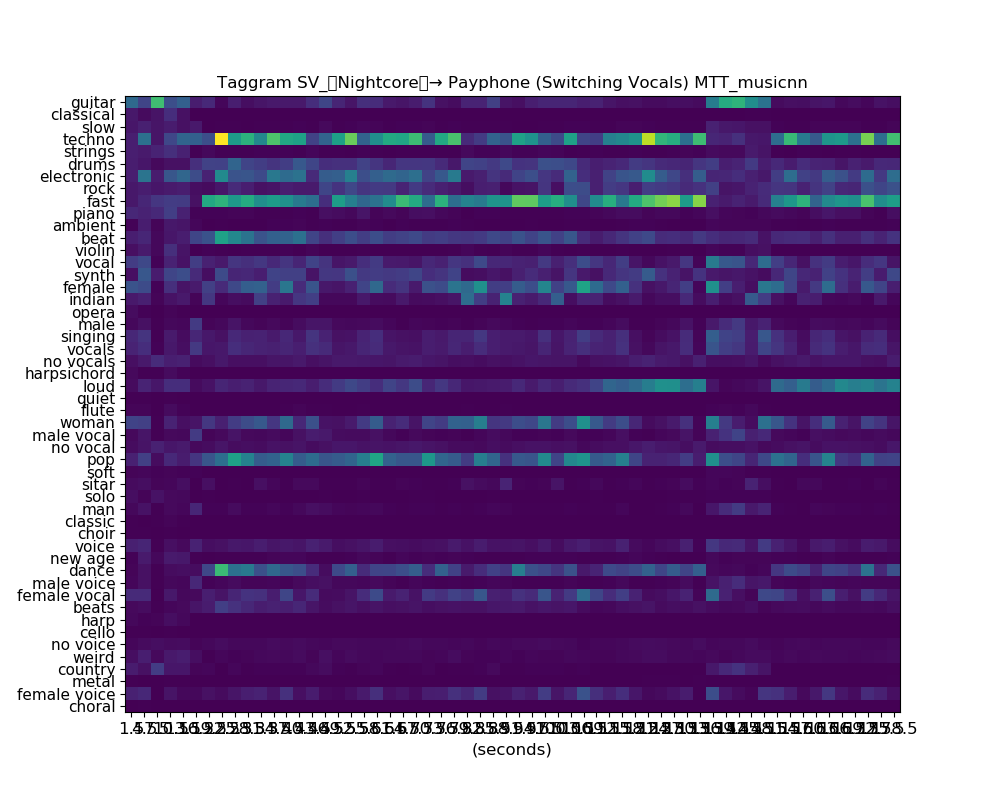 Taggram SV_▯Nightcore▯→ Payphone (Switching Vocals) MTT_musicnn
guitar
classical
slow
techno
strings
drums
electronic
rock
fast
piano
ambient
beat
violin
vocal
synth
female
indian
opera
male
singing
vocals
no vocals
harpsichord
loud
quiet
flute
woman
male vocal
no vocal
pop
soft
sitar
solo
man
classic
choir
voice
new age
dance
male voice
female vocal
beats
harp
cello
no voice
weird
country
metal
female voice
choral
(seconds)